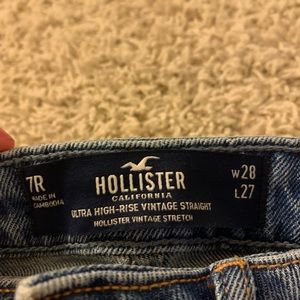 7R
MADE IN
CAMBODIA
HOLLISTER
CALIFORNIA
ULTRA HIGH-RISE VINTAGE STRAIGHT
HOLLISTER VINTAGE STRETCH
W28
L27